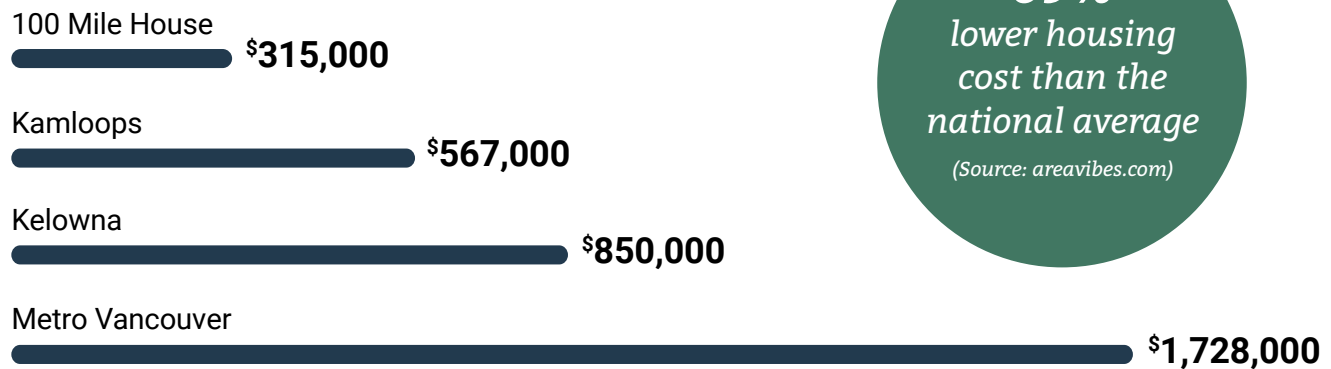 100 Mile House
$315,000
Kamloops
$567,000
Kelowna
$850,000
Metro Vancouver
$1,728,000
lower housing
cost than the
national average
(Source: areavibes.com)